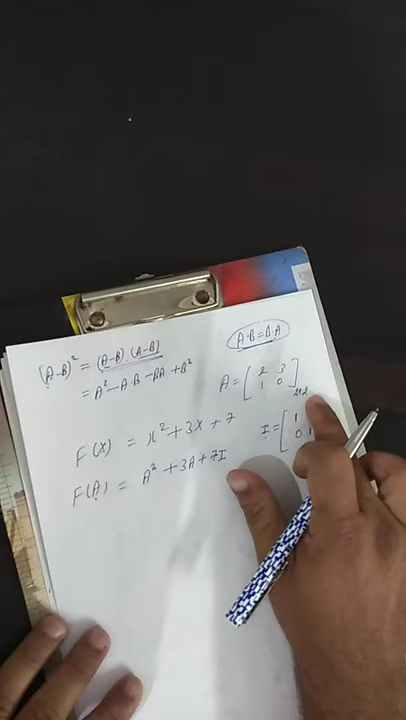 (A-B)² = (A-B).(A-B)
= A² - A.B - BA + B²
A.B = B.A
A = [2 3
1 0] 2x2
F(x) = x² + 3x + 7
F(A) = A² + 3A + 7I
I = [1
0 1